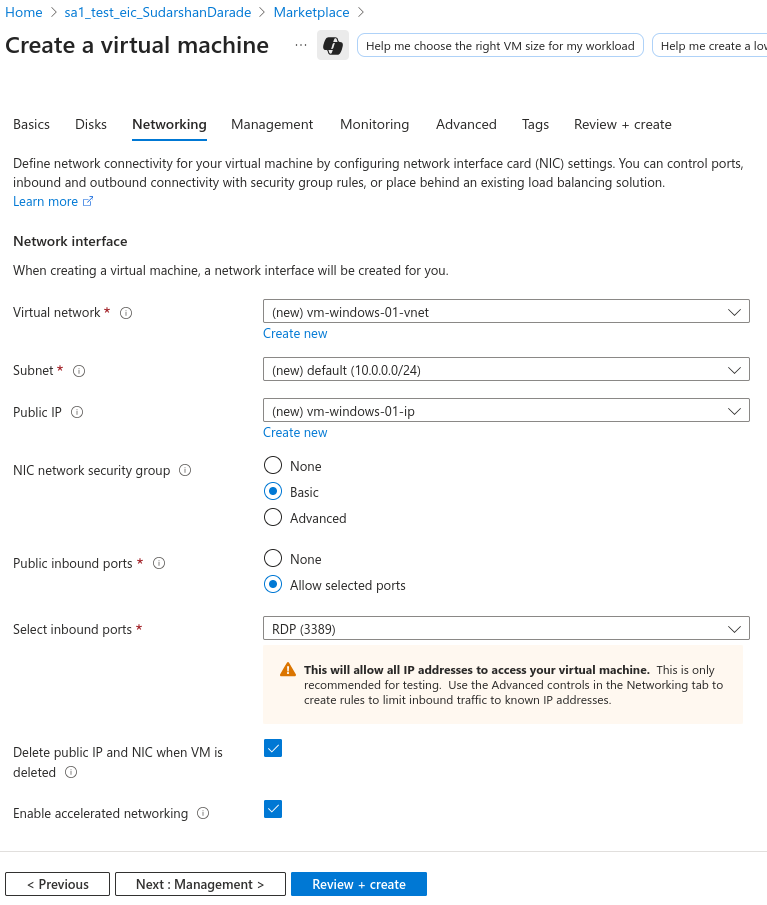 Home > sa1_test_eic_SudarshanDarade > Marketplace >
Create a virtual machine ... Help me choose the right VM size for my workload Help me create a lov
Basics Disks Networking Management Monitoring Advanced Tags Review + create
Define network connectivity for your virtual machine by configuring network interface card (NIC) settings. You can control ports,
inbound and outbound connectivity with security group rules, or place behind an existing load balancing solution.
Learn more
Network interface
When creating a virtual machine, a network interface will be created for you.
Virtual network * (new) vm-windows-01-vnet
Create new
Subnet * (new) default (10.0.0.0/24)
Public IP (new) vm-windows-01-ip
Create new
NIC network security group None
Basic
Advanced
Public inbound ports * None
Allow selected ports
Select inbound ports * RDP (3389)
This will allow all IP addresses to access your virtual machine. This is only
recommended for testing. Use the Advanced controls in the Networking tab to
create rules to limit inbound traffic to known IP addresses.
Delete public IP and NIC when VM is
deleted
Enable accelerated networking
< Previous Next : Management > Review + create